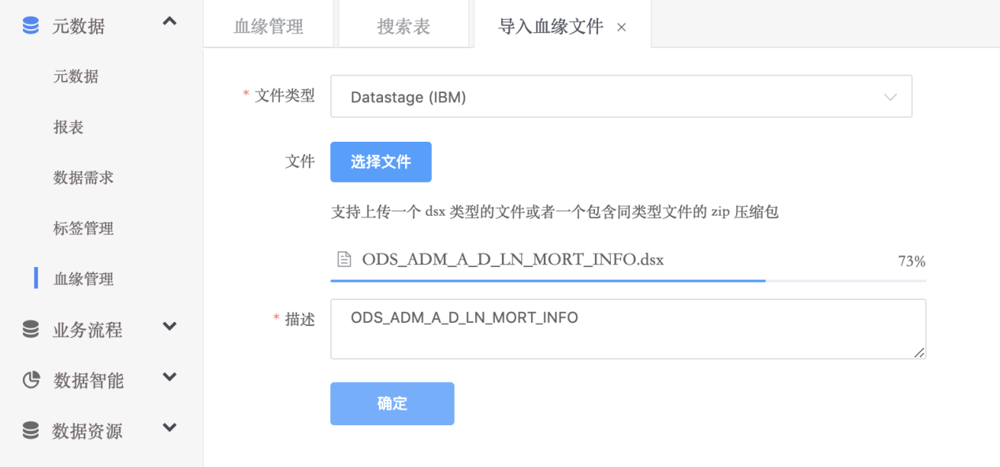 元数据
元数据
报表
数据需求
标签管理
血缘管理
业务流程
数据智能
数据资源
血缘管理 搜索表 导入血缘文件 ×
* 文件类型 Datastage (IBM)
文件 选择文件
支持上传一个 dsx 类型的文件或者一个包含同类型文件的 zip 压缩包
ODS_ADM_A_D_LN_MORT_INFO.dsx 73%
* 描述 ODS_ADM_A_D_LN_MORT_INFO
确定